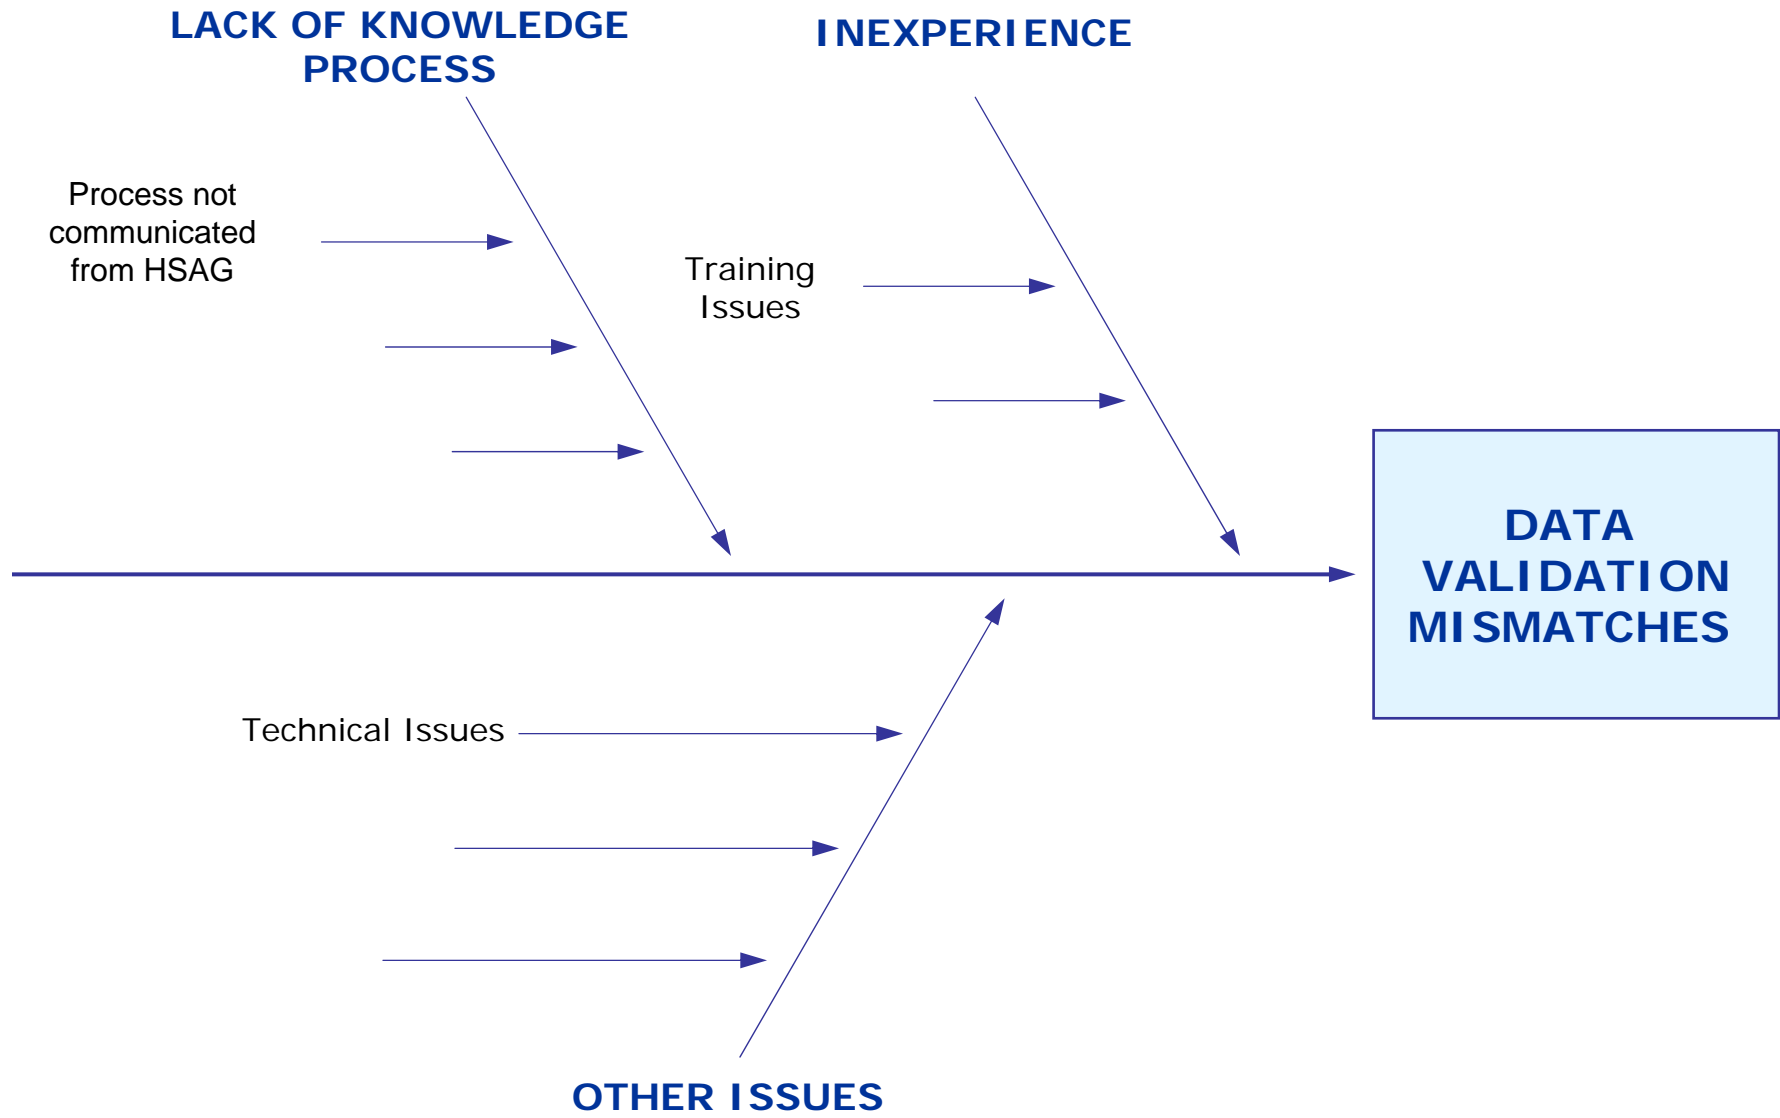 LACK OF KNOWLEDGE
PROCESS
INEXPERIENCE
Process not
communicated
from HSAG
Training
Issues
DATA
VALIDATION
MISMATCHES
Technical Issues
OTHER ISSUES